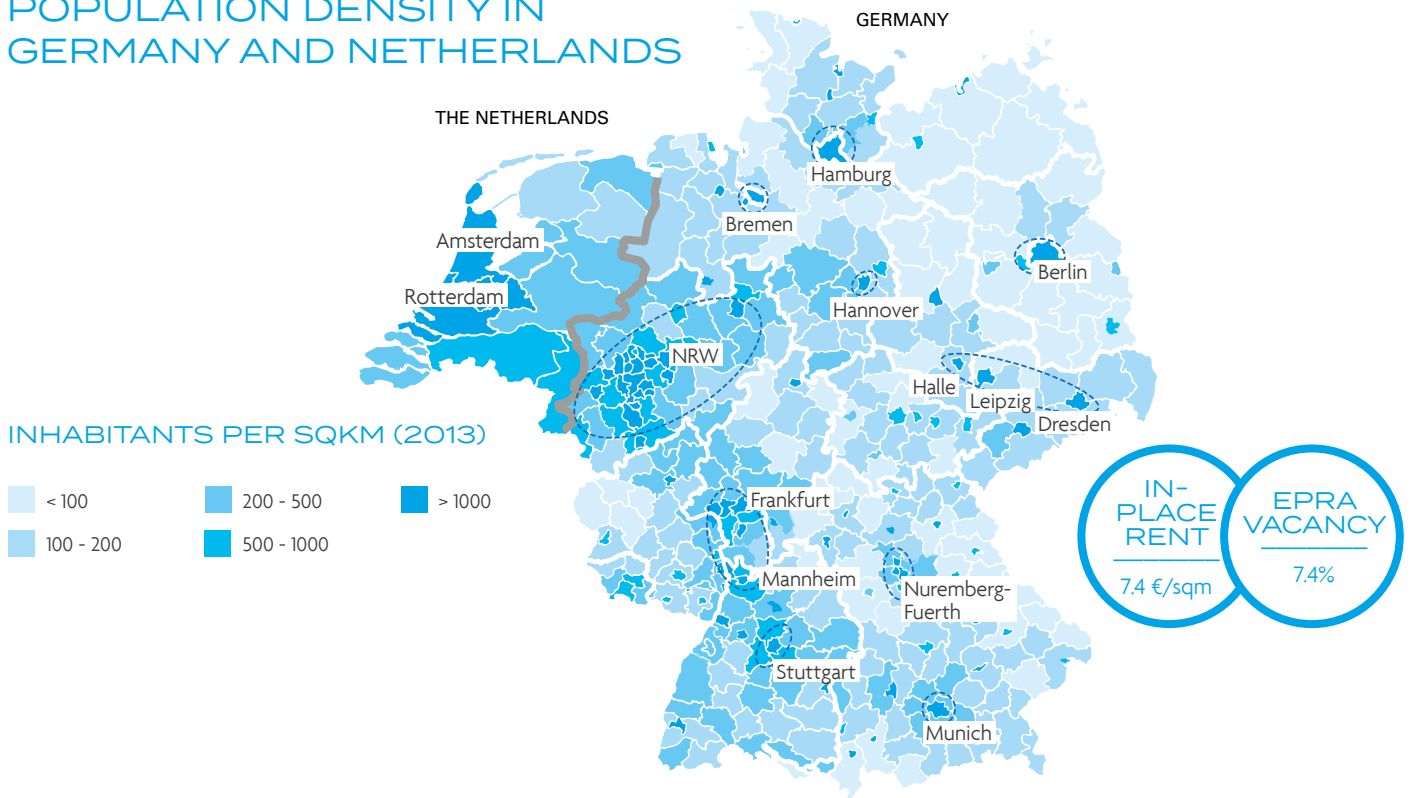 POPULATION DENSITY IN
GERMANY AND NETHERLANDS
GERMANY
THE NETHERLANDS
Hamburg
Bremen
Amsterdam
Berlin
Rotterdam
Hannover
NRW
Halle
Leipzig
Dresden
INHABITANTS PER SQKM (2013)
< 100
200 - 500
> 1000
100 - 200
500 - 1000
Frankfurt
Mannheim
Nuremberg-
Fuerth
Stuttgart
Munich
IN-
PLACE
RENT
7.4 €/sqm
EPRA
VACANCY
7.4%